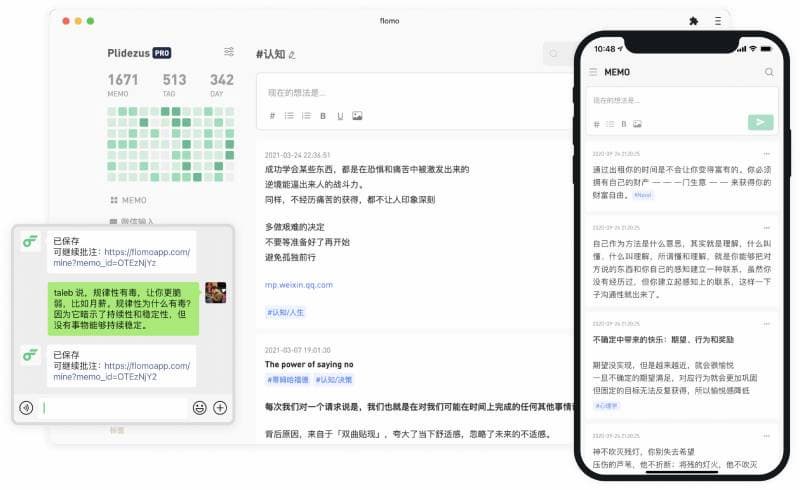 flomo
Plidezus PRO
1671
513
342
MEMO
TAG
DAY
MEMO
微信输入
#认知
现在的想法是...
# B U
2021-03-24 22:36:51
成功学会某些东西，都是在恐惧和痛苦中被激发出来的
逆境能逼出来人的战斗力。
同样，不经历痛苦的获得，都不让人印象深刻
多做艰难的决定
不要等准备好了再开始
避免孤独前行
mp.weixin.qq.com
#认知/人生
2021-03-07 19:01:30
The power of saying no
#蒂姆哈福德 #认知/决策
每次我们对一个请求说是，我们也就是在对我们可能在时间上完成的任何其他事情
背后原因，来自于「双曲贴现」，夸大了当下舒适感，忽略了未来的不适感。
已保存
可继续批注：https://flomoapp.com/
mine?memo_id=OTEzNjYz
taleb 说，规律性有毒，让你更脆
弱，比如月薪。规律性为什么有毒?
因为它暗示了持续性和稳定性，但
没有事物能够持续稳定。
已保存
可继续批注：https://flomoapp.com/
mine?memo_id=OTEzNjY2
标签
10:48
MEMO
现在的想法是...
# B
2020-09-24 21:20:25
通过出租你的时间是不会让你变得富有的，你必须
拥有自己的财产 — — 一门生意 — — 来获得你的
财富自由。 #Naval
2020-09-24 21:20:25
自己作为方法是什么意思，其实就是理解，什么叫
懂，什么叫理解，所谓懂和理解，就是你能够把对
方说的东西和你自己的感知建立一种联系，虽然你
没有经历过，但你建立起感知上的联系，这样一下
子沟通性就出来了。
2020-09-24 21:20:25
不确定中带来的快乐：期望、行为和奖励
期望没实现，但是越来越近，就会很愉悦
一旦不确定的期望满足，对应行为就会更加巩固
但固定的目标无法反复获得，所以愉悦感降低
#心理学
2020-09-24 21:20:25
神不吹灭残灯，你别失去希望
压伤的芦苇，他不折断；将残的灯火，他不吹灭